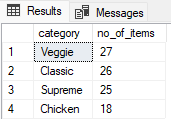 Results Messages
category no_of_items
1 Veggie 27
2 Classic 26
3 Supreme 25
4 Chicken 18